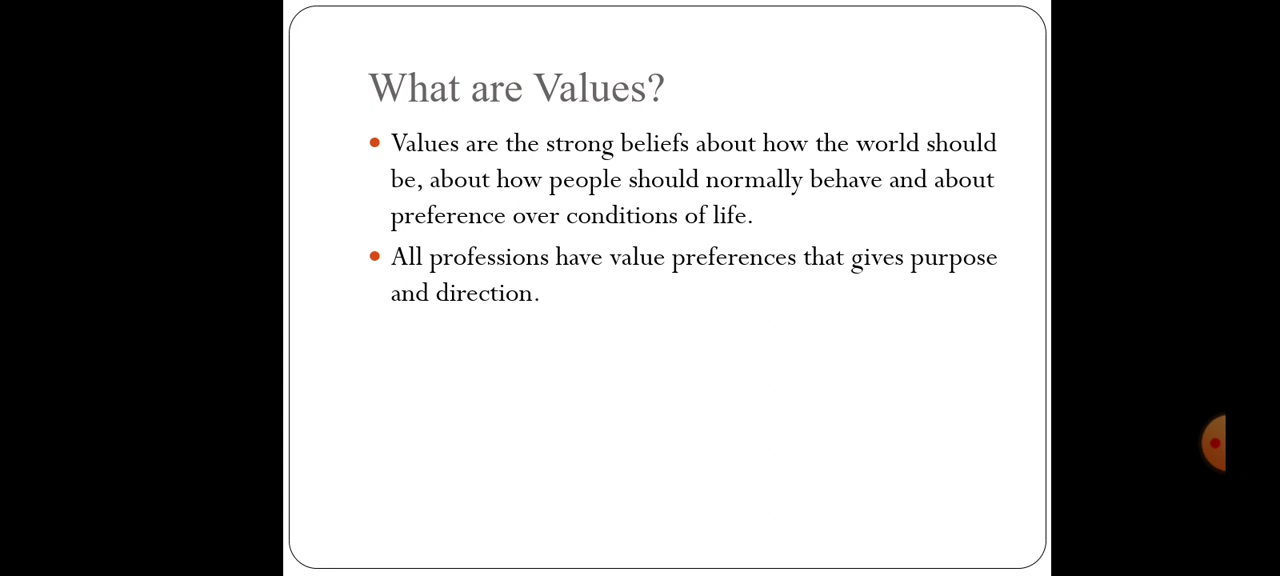 What are Values?
Values are the strong beliefs about how the world should
be, about how people should normally behave and about
preference over conditions of life.
All professions have value preferences that gives purpose
and direction.